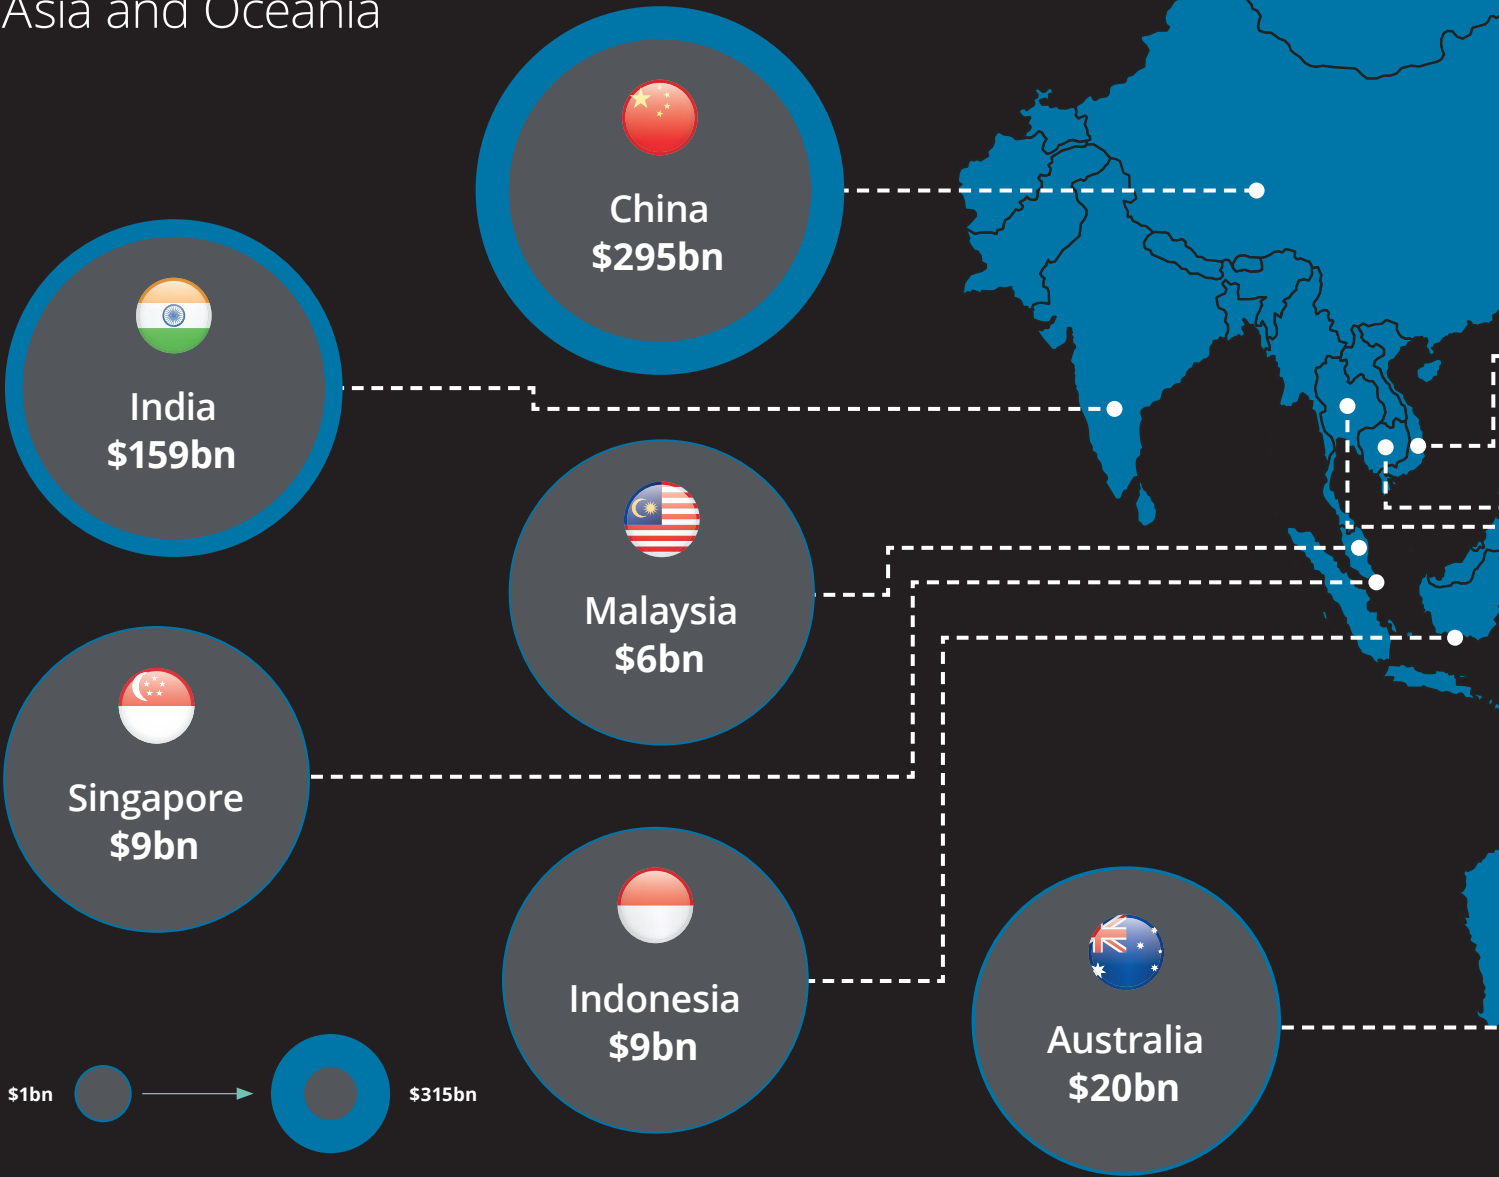 Asia and Oceania
China
$295bn
India
$159bn
Malaysia
$6bn
Singapore
$9bn
Indonesia
$9bn
Australia
$20bn
$1bn
$315bn